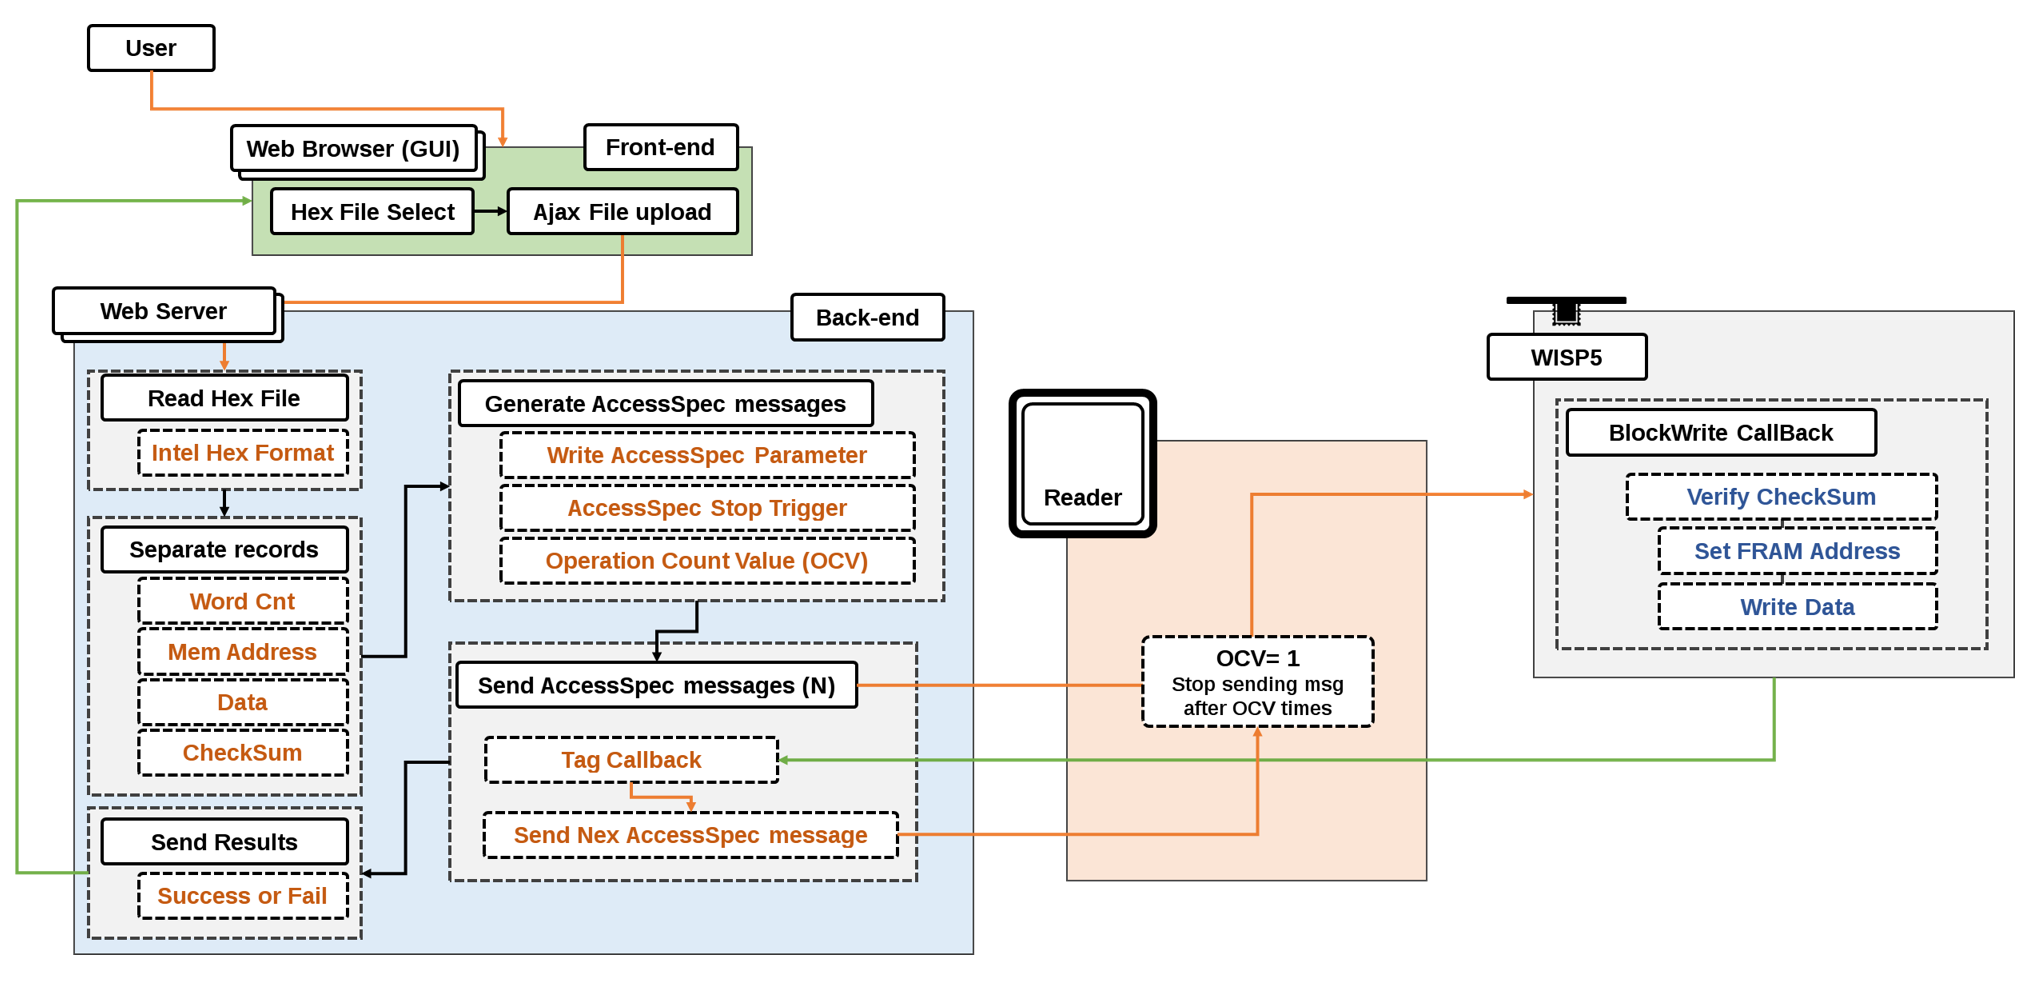 User
Web Browser (GUI)
Front-end
Hex File Select
Ajax File upload
Web Server
Back-end
Read Hex File
Intel Hex Format
Separate records
Word Cnt
Mem Address
Data
CheckSum
Send Results
Success or Fail
Generate AccessSpec messages
Write AccessSpec Parameter
AccessSpec Stop Trigger
Operation Count Value (OCV)
Send AccessSpec messages (N)
Tag Callback
Send Nex AccessSpec message
Reader
OCV= 1
Stop sending msg
after OCV times
WISP5
BlockWrite CallBack
Verify CheckSum
Set FRAM Address
Write Data